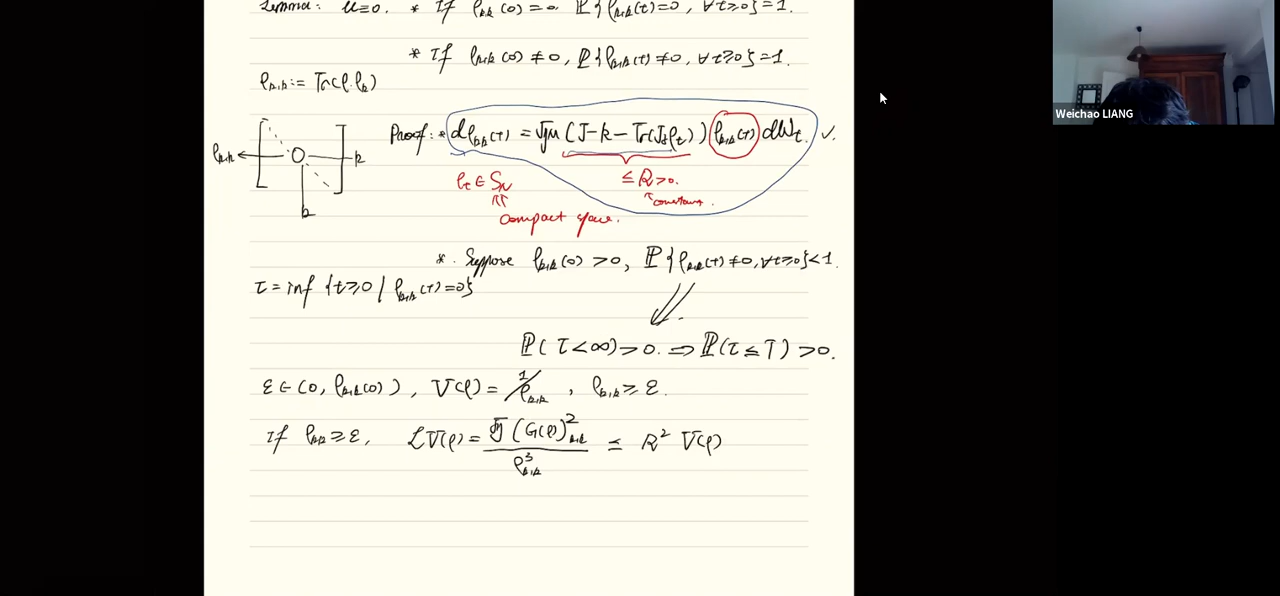 Lemma: u≡0. * If ρ_{k,k}(0)=0, ℙ{ρ_{k,k}(t)=0, ∀t≥0}=1.
* If ρ_{k,k}(0)≠0, ℙ{ρ_{k,k}(t)≠0, ∀t≥0}=1.
ρ_{k,k}:=Tr(ρ ρ_k)
Proof: * dρ_{k,k}(t) = √ημ (J-k-Tr(J_zρ_t)) ρ_{k,k}(t) dW_t. ✓.
ρ_{k,k} ← 0 k
k
ρ_t ∈ S_N ≤ R>0.
↑constant.
compact space.
*. Suppose ρ_{k,k}(0)>0, ℙ{ρ_{k,k}(t)≠0, ∀t≥0}<1.
τ=inf{t≥0 / ρ_{k,k}(t)=0}
ℙ(τ<∞)>0. ⇒ ℙ(τ≤T)>0.
ε∈(0, ρ_{k,k}(0)), V(ρ)=1/ρ_{k,k}, ρ_{k,k}≥ε.
If ρ_{k,k}≥ε, ℒV(ρ)= (G(ρ))²_{k,k} / ρ³_{k,k} ≤ R² V(ρ)
Weichao LIANG